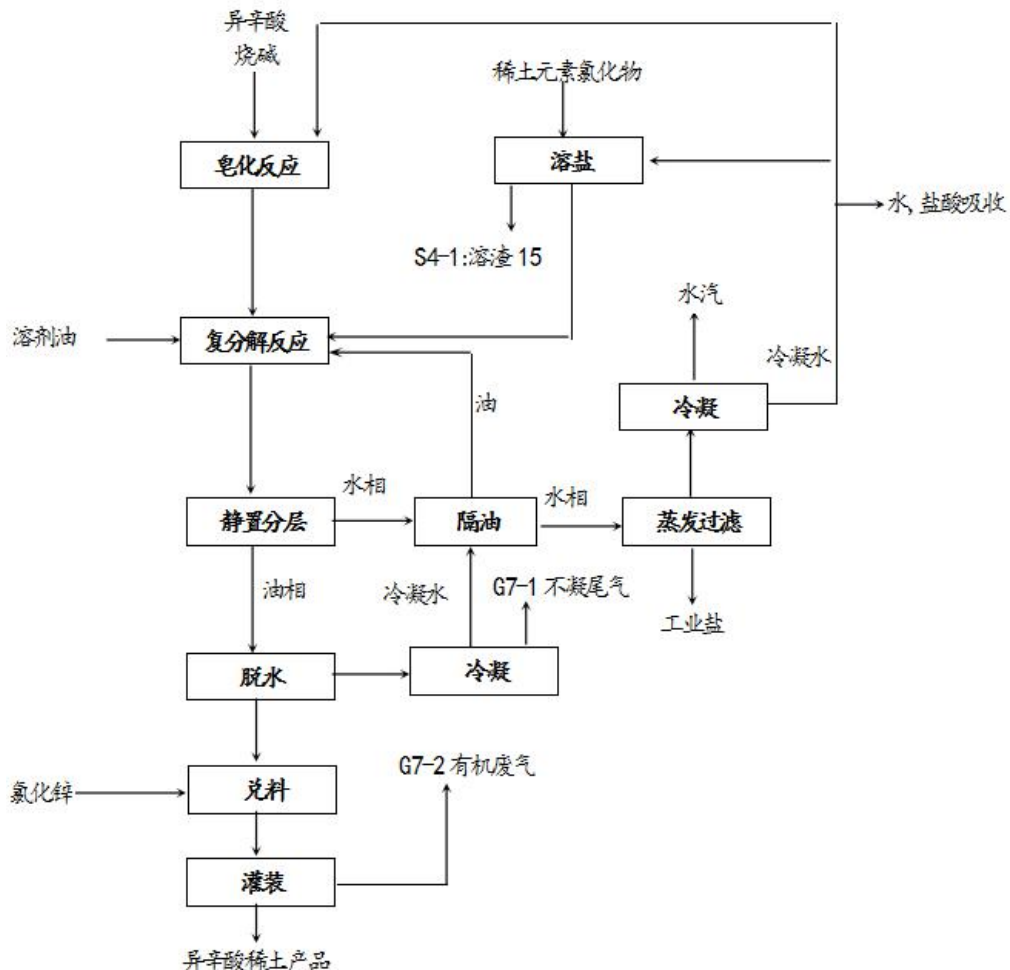 异辛酸
烧碱
稀土元素氯化物
皂化反应
溶盐
水,盐酸吸收
S4-1:溶渣15
水汽
溶剂油
复分解反应
冷凝水
油
冷凝
水相
水相
静置分层
隔油
蒸发过滤
油相
冷凝水
G7-1不凝尾气
工业盐
脱水
冷凝
G7-2有机废气
氯化锌
兑料
灌装
异辛酸稀土产品